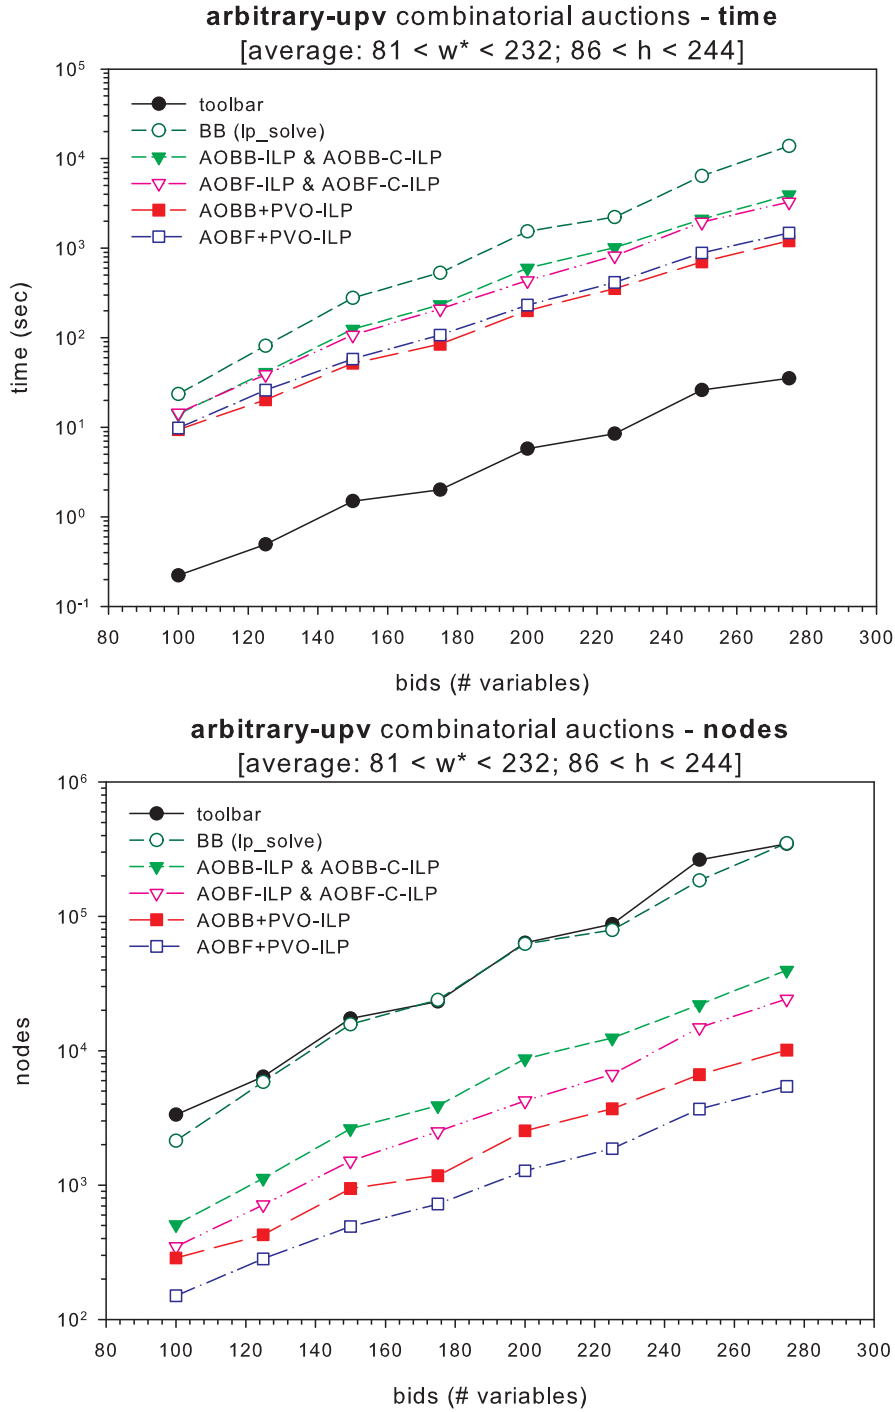 arbitrary-upv combinatorial auctions - time
[average: 81 < w* < 232; 86 < h < 244]
10^5
10^4
10^3
10^2
10^1
10^0
10^-1
time (sec)
toolbar
BB (lp_solve)
AOBB-ILP & AOBB-C-ILP
AOBF-ILP & AOBF-C-ILP
AOBB+PVO-ILP
AOBF+PVO-ILP
80 100 120 140 160 180 200 220 240 260 280 300
bids (# variables)
arbitrary-upv combinatorial auctions - nodes
[average: 81 < w* < 232; 86 < h < 244]
10^6
10^5
10^4
10^3
10^2
nodes
toolbar
BB (lp_solve)
AOBB-ILP & AOBB-C-ILP
AOBF-ILP & AOBF-C-ILP
AOBB+PVO-ILP
AOBF+PVO-ILP
80 100 120 140 160 180 200 220 240 260 280 300
bids (# variables)